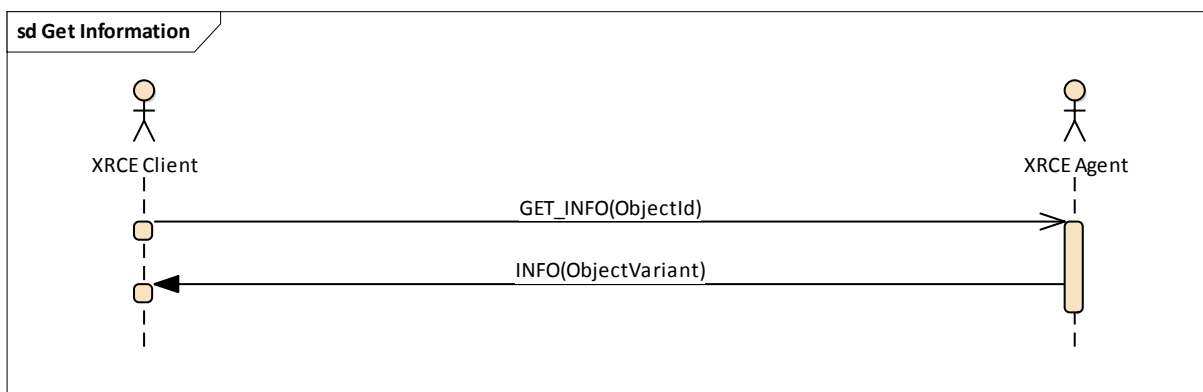 sd Get Information
XRCE Client
XRCE Agent
GET_INFO(ObjectId)
INFO(ObjectVariant)